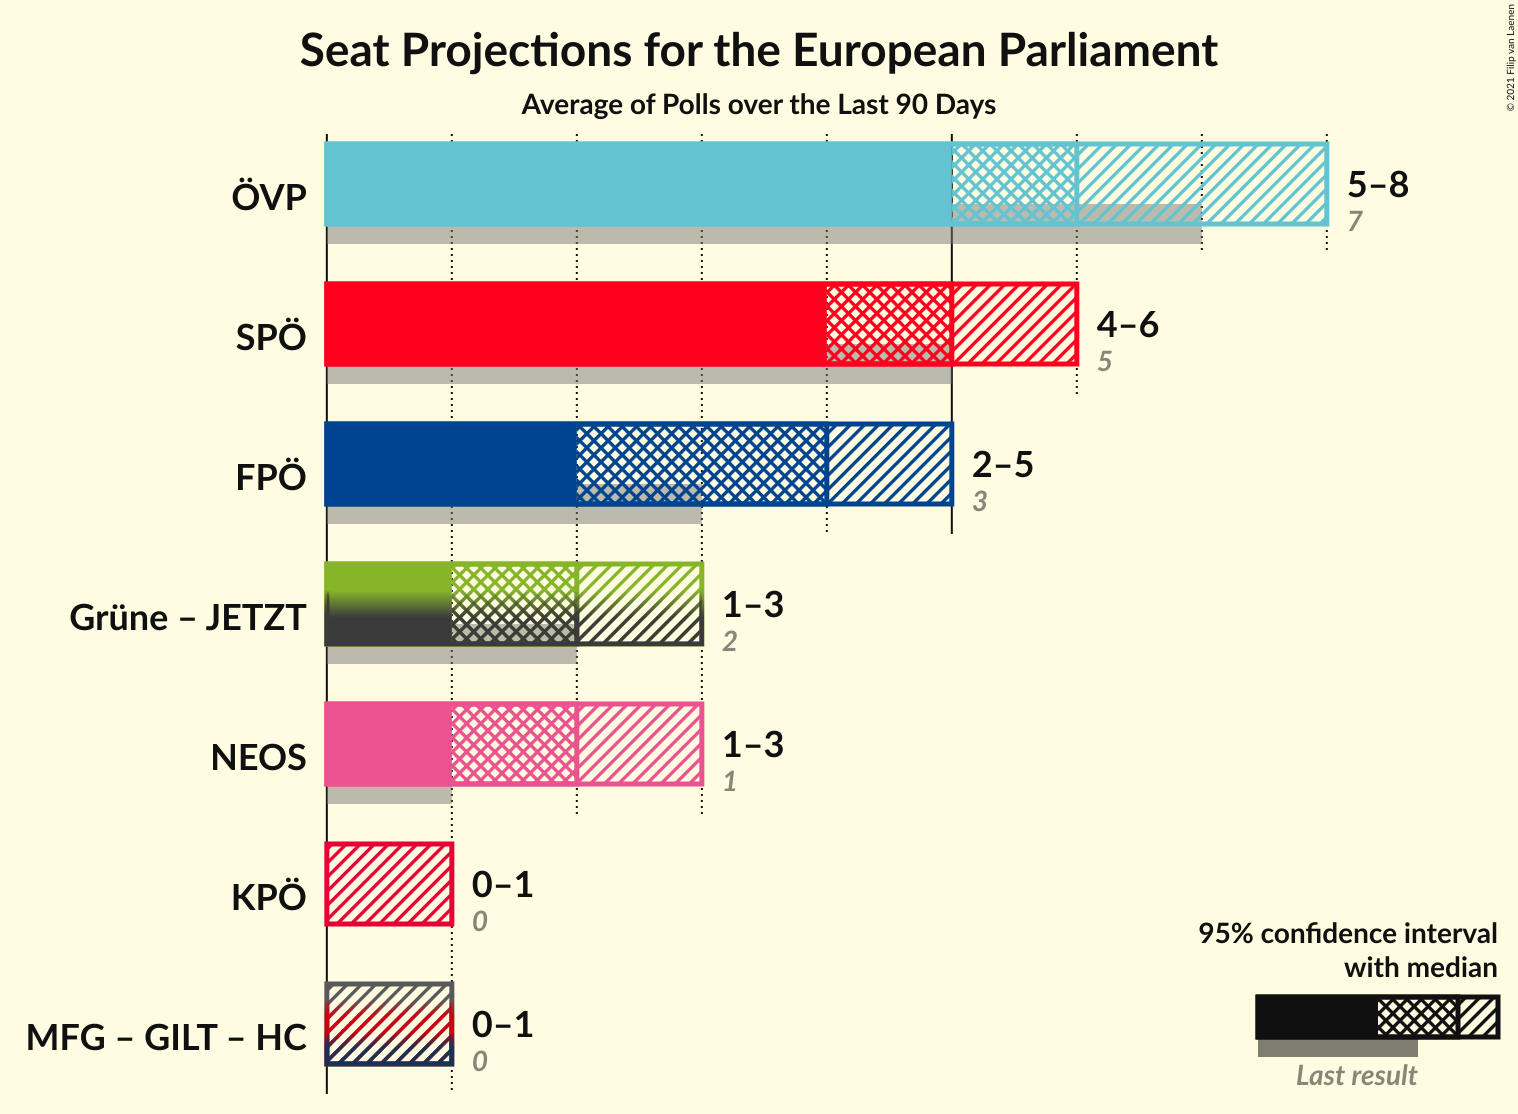 Seat Projections for the European Parliament
Average of Polls over the Last 90 Days
© 2021 Filip van Laenen
ÖVP
5–8
7
SPÖ
4–6
5
FPÖ
2–5
3
Grüne – JETZT
1–3
2
NEOS
1–3
1
KPÖ
0–1
0
MFG – GILT – HC
0–1
0
95% confidence interval
with median
Last result